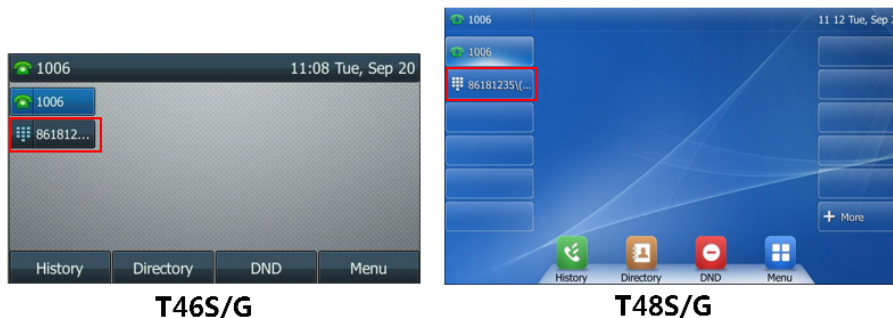 1006 11:08 Tue, Sep 20
1006
861812...
History Directory DND Menu
T46S/G
1006 11 12 Tue, Sep
1006
86181235\(...
+ More
History Directory DND Menu
T48S/G